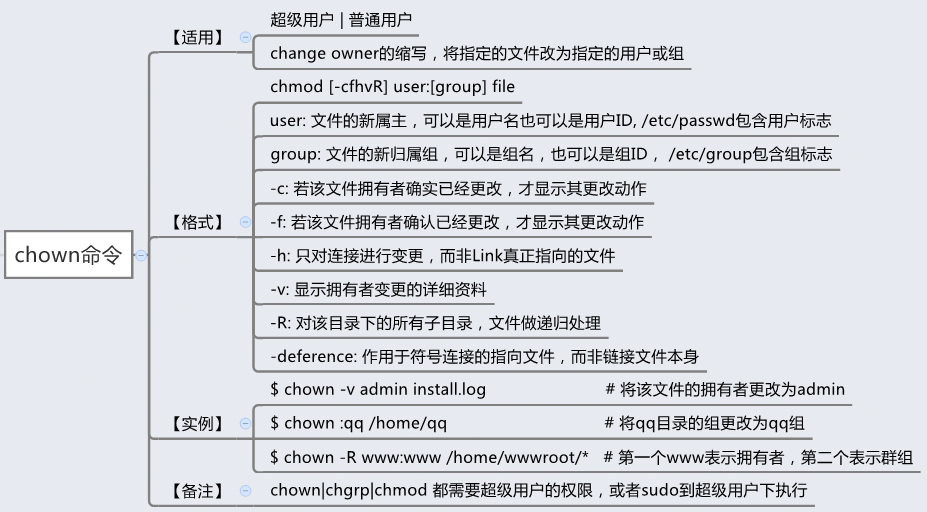 chown命令
【适用】
超级用户 | 普通用户
change owner的缩写，将指定的文件改为指定的用户或组
【格式】
chmod [-cfhvR] user:[group] file
user: 文件的新属主，可以是用户名也可以是用户ID, /etc/passwd包含用户标志
group: 文件的新归属组，可以是组名，也可以是组ID， /etc/group包含组标志
-c: 若该文件拥有者确实已经更改，才显示其更改动作
-f: 若该文件拥有者确认已经更改，才显示其更改动作
-h: 只对连接进行变更，而非Link真正指向的文件
-v: 显示拥有者变更的详细资料
-R: 对该目录下的所有子目录，文件做递归处理
-deference: 作用于符号连接的指向文件，而非链接文件本身
【实例】
$ chown -v admin install.log # 将该文件的拥有者更改为admin
$ chown :qq /home/qq # 将qq目录的组更改为qq组
$ chown -R www:www /home/wwwroot/* # 第一个www表示拥有者，第二个表示群组
【备注】
chown|chgrp|chmod 都需要超级用户的权限，或者sudo到超级用户下执行